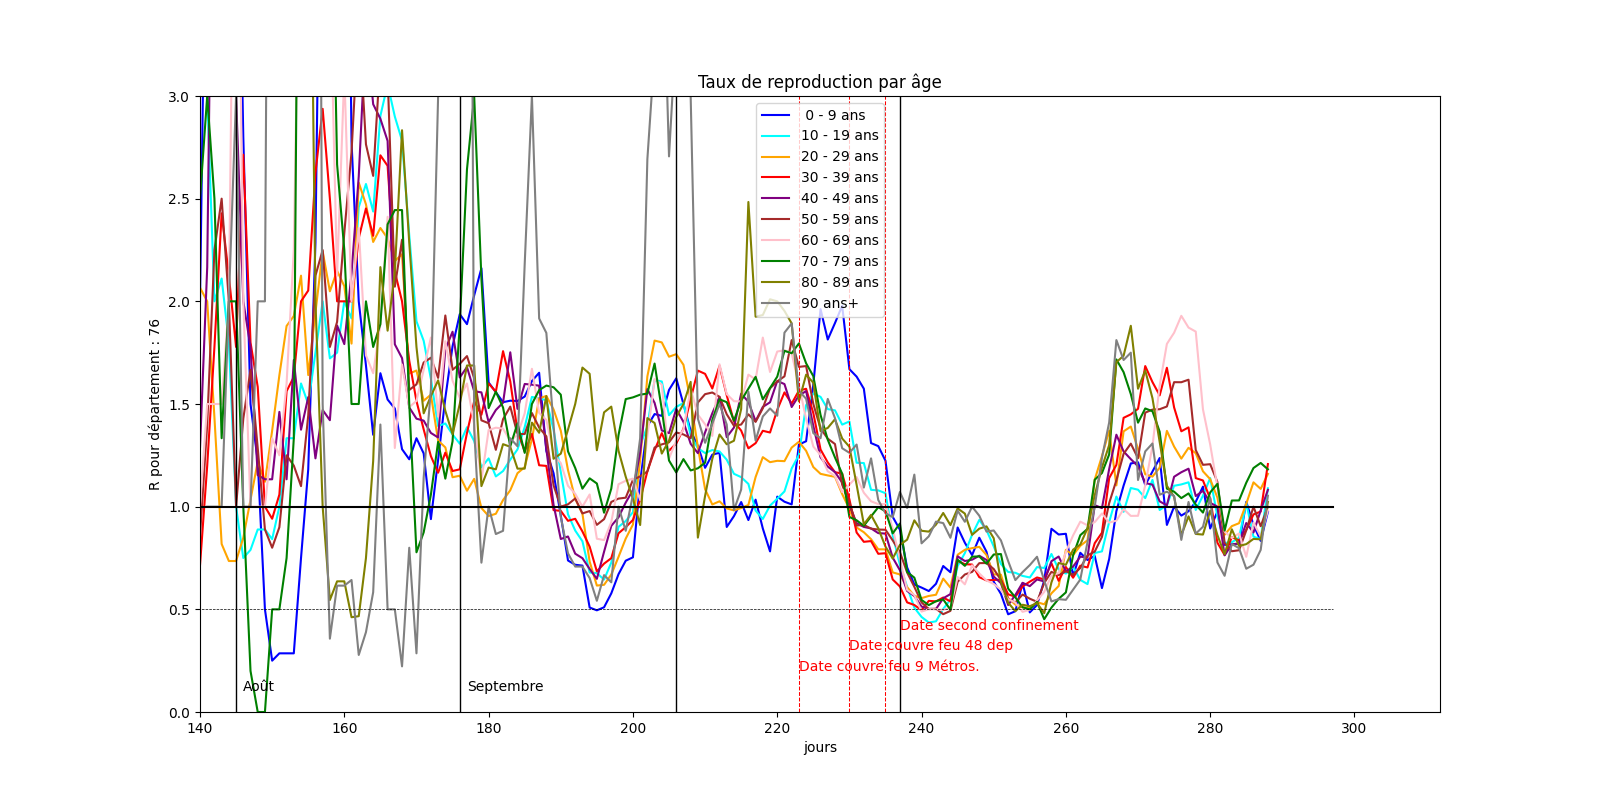 Taux de reproduction par âge
R pour département : 76
3.0
2.5
2.0
1.5
1.0
0.5
0.0
0 - 9 ans
10 - 19 ans
20 - 29 ans
30 - 39 ans
40 - 49 ans
50 - 59 ans
60 - 69 ans
70 - 79 ans
80 - 89 ans
90 ans+
Date second confinement
Date couvre feu 48 dep
Date couvre feu 9 Métros.
Août
Septembre
140
160
180
200
220
240
260
280
300
jours